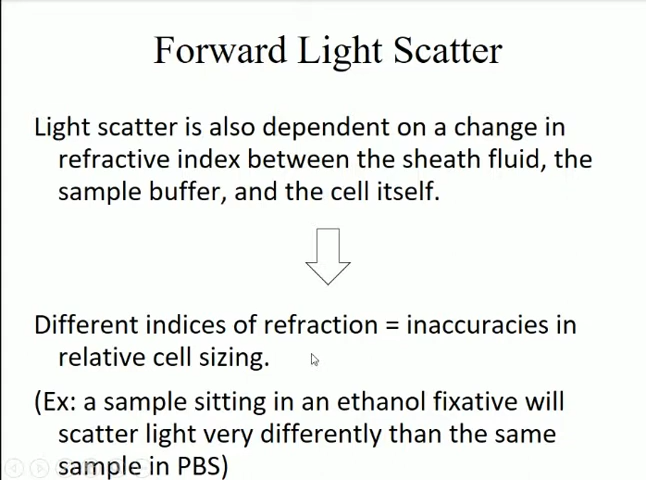 Forward Light Scatter
Light scatter is also dependent on a change in
refractive index between the sheath fluid, the
sample buffer, and the cell itself.
Different indices of refraction = inaccuracies in
relative cell sizing.
(Ex: a sample sitting in an ethanol fixative will
scatter light very differently than the same
sample in PBS)